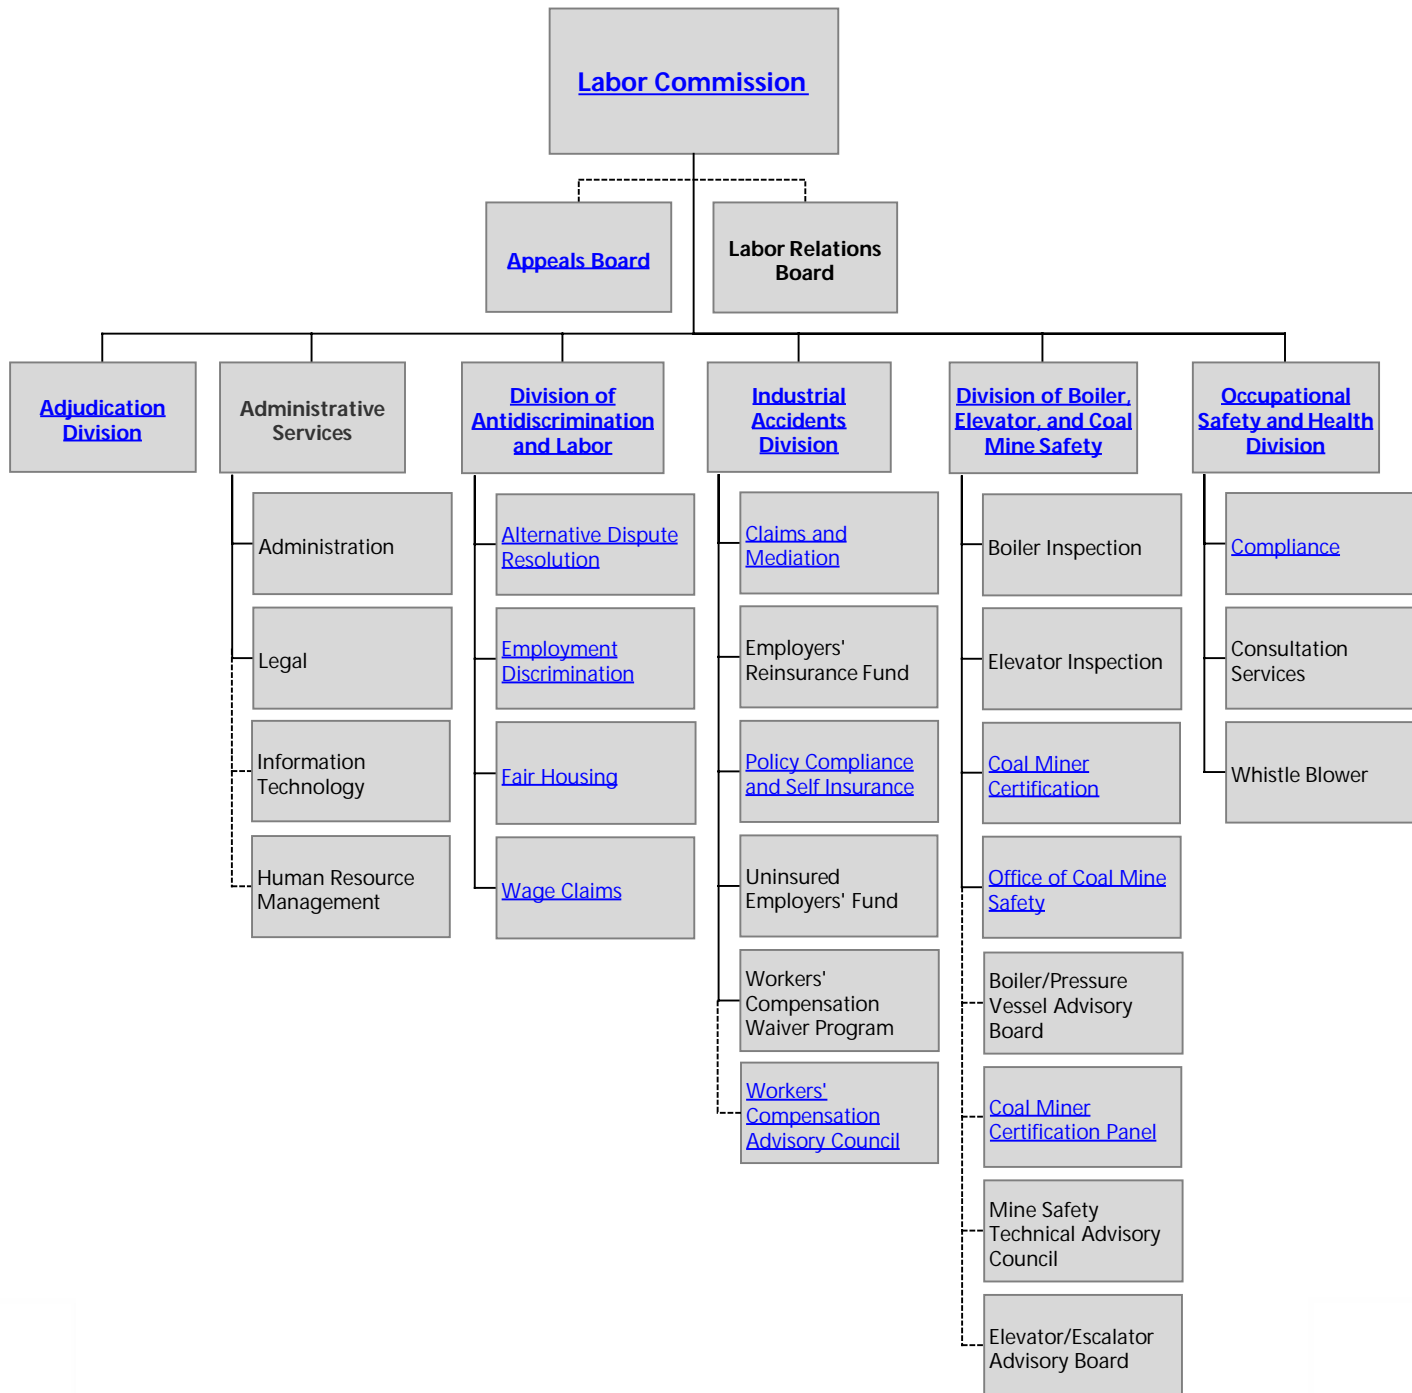 Labor Commission
Appeals Board
Labor Relations
Board
Adjudication
Division
Administrative
Services
Division of
Antidiscrimination
and Labor
Industrial
Accidents
Division
Division of Boiler,
Elevator, and Coal
Mine Safety
Occupational
Safety and Health
Division
Administration
Legal
Information
Technology
Human Resource
Management
Alternative Dispute
Resolution
Employment
Discrimination
Fair Housing
Wage Claims
Claims and
Mediation
Employers'
Reinsurance Fund
Policy Compliance
and Self Insurance
Uninsured
Employers' Fund
Workers'
Compensation
Waiver Program
Workers'
Compensation
Advisory Council
Boiler Inspection
Elevator Inspection
Coal Miner
Certification
Office of Coal Mine
Safety
Boiler/Pressure
Vessel Advisory
Board
Coal Miner
Certification Panel
Mine Safety
Technical Advisory
Council
Elevator/Escalator
Advisory Board
Compliance
Consultation
Services
Whistle Blower